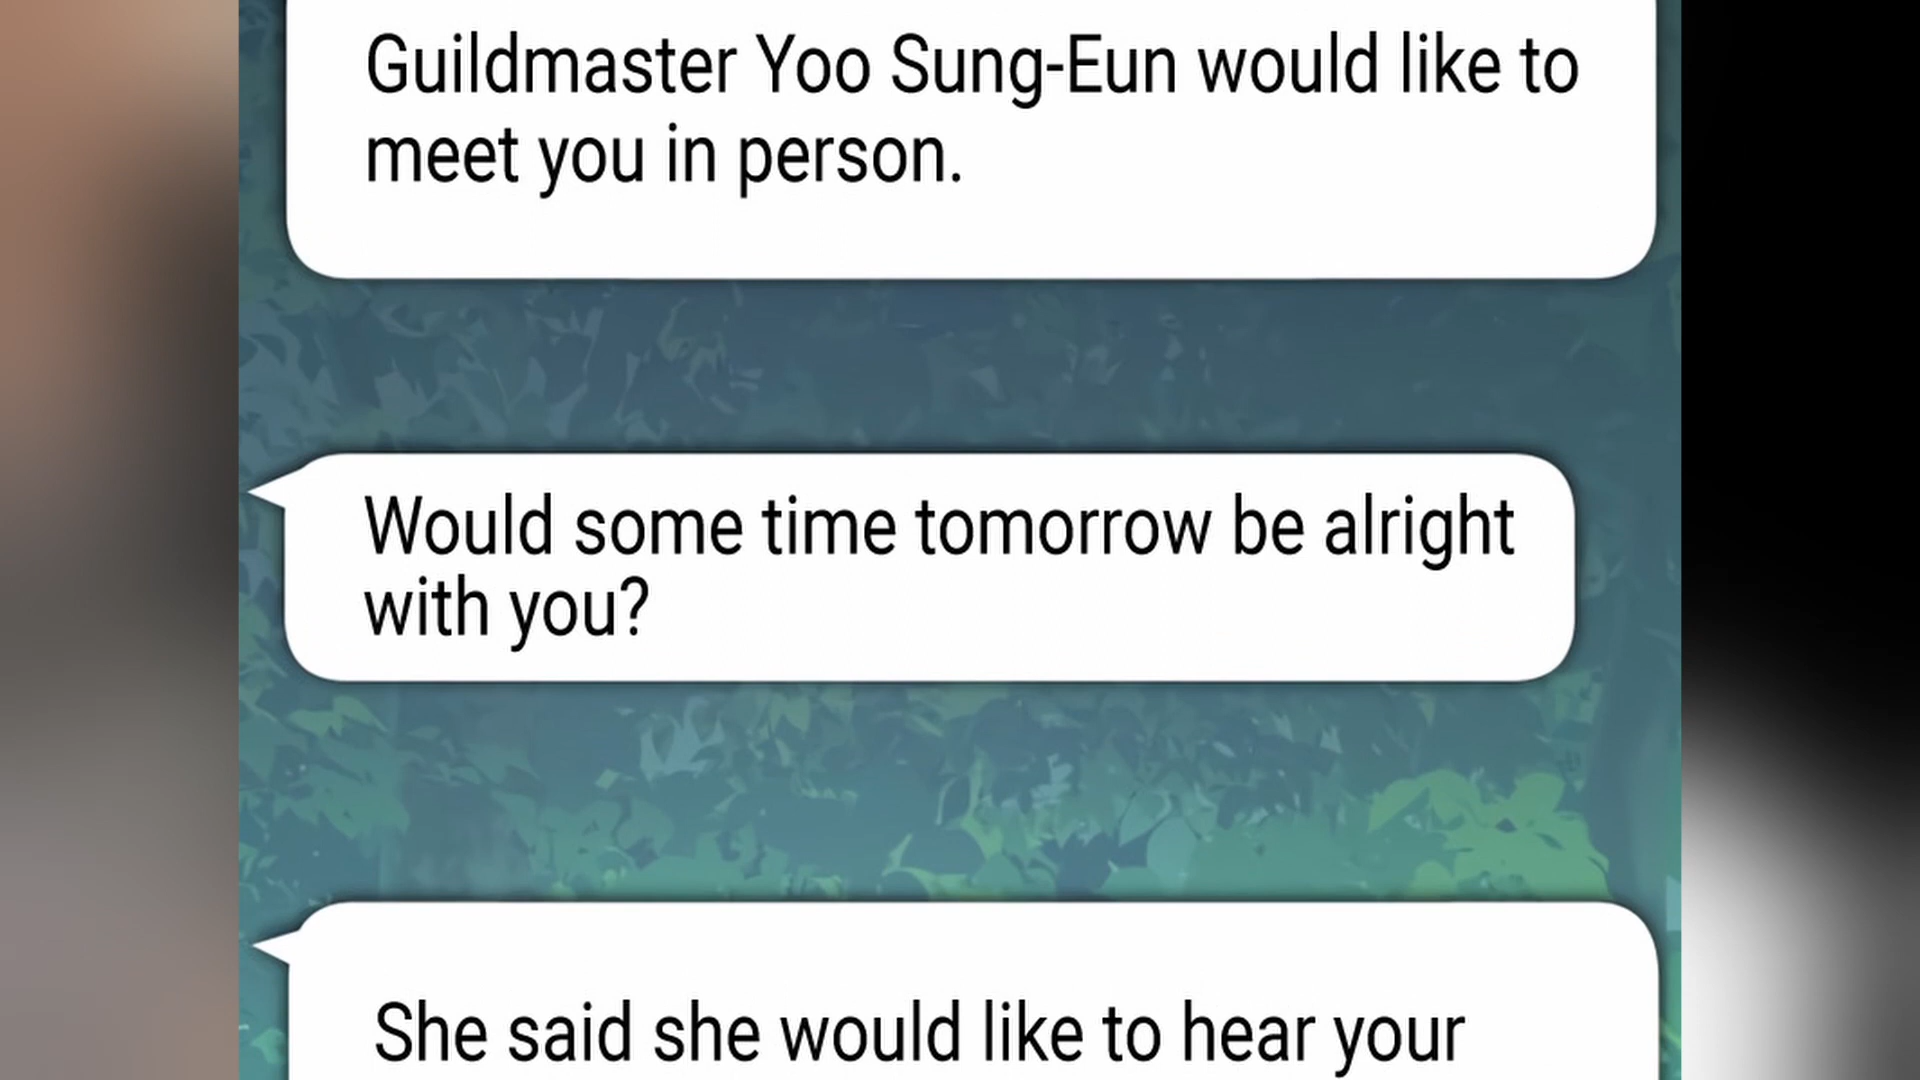 Guildmaster Yoo Sung-Eun would like to
meet you in person.
Would some time tomorrow be alright
with you?
She said she would like to hear your